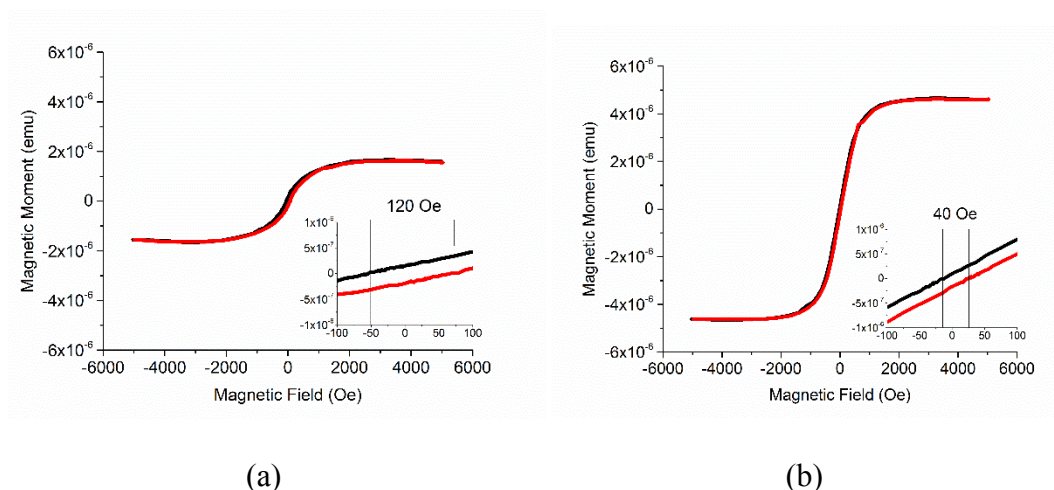 6x10⁻⁶
4x10⁻⁶
2x10⁻⁶
0
-2x10⁻⁶
-4x10⁻⁶
-6x10⁻⁶
Magnetic Moment (emu)
-6000 -4000 -2000 0 2000 4000 6000
Magnetic Field (Oe)
120 Oe
1x10⁻⁶
5x10⁻⁷
0
-5x10⁻⁷
-1x10⁻⁶
-100 -50 0 50 100
(a)
6x10⁻⁶
4x10⁻⁶
2x10⁻⁶
0
-2x10⁻⁶
-4x10⁻⁶
-6x10⁻⁶
Magnetic Moment (emu)
-6000 -4000 -2000 0 2000 4000 6000
Magnetic Field (Oe)
40 Oe
1x10⁻⁶
5x10⁻⁷
0
-5x10⁻⁷
-1x10⁻⁶
-100 -50 0 50 100
(b)